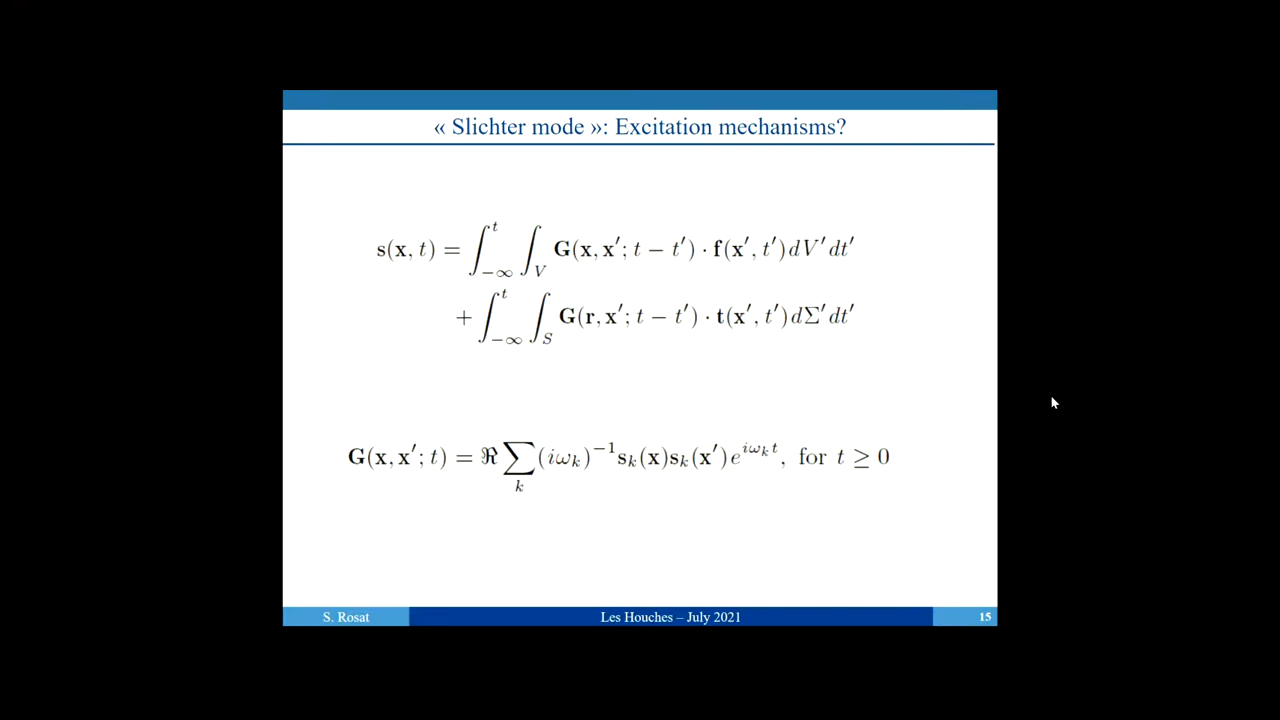 « Slichter mode »: Excitation mechanisms?
s(x, t) = ∫_{−∞}^{t} ∫_V G(x, x′; t − t′) · f(x′, t′)dV′dt′
+ ∫_{−∞}^{t} ∫_S G(r, x′; t − t′) · t(x′, t′)dΣ′dt′
G(x, x′; t) = ℜ ∑_k (iω_k)^{−1} s_k(x)s_k(x′)e^{iω_k t}, for t ≥ 0
S. Rosat Les Houches – July 2021 15